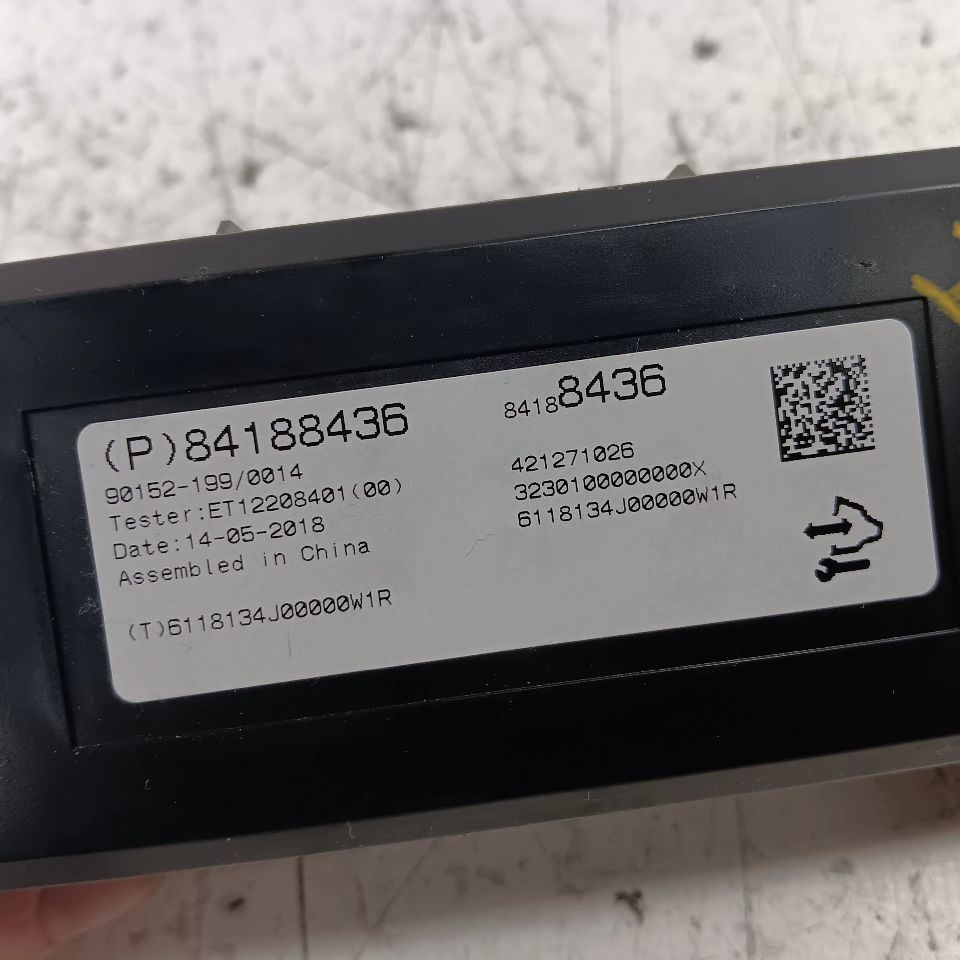 (P)84188436
90152-199/0014
Tester:ET12208401(00)
Date:14-05-2018
Assembled in China
(T)6118134J00000W1R
84188436
421271026
3230100000000X
6118134J00000W1R